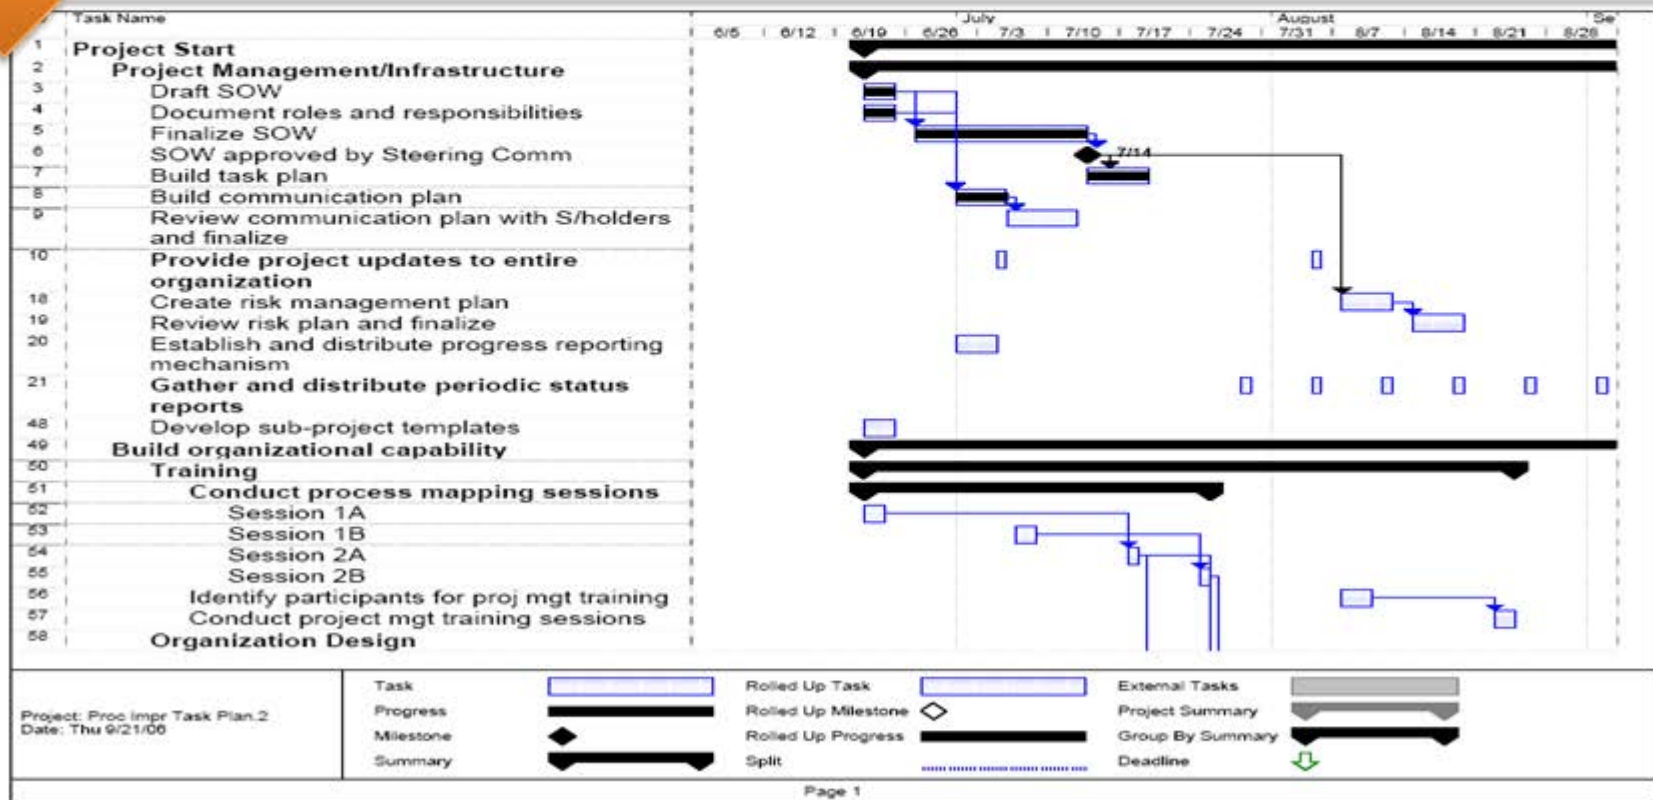 Task Name
July
August
Se
6/5
6/12
6/19
6/26
7/3
7/10
7/17
7/24
7/31
8/7
8/14
8/21
8/28
1 Project Start
2 Project Management/Infrastructure
3 Draft SOW
4 Document roles and responsibilities
5 Finalize SOW
6 SOW approved by Steering Comm
7/14
7 Build task plan
8 Build communication plan
9 Review communication plan with S/holders
and finalize
10 Provide project updates to entire
organization
18 Create risk management plan
19 Review risk plan and finalize
20 Establish and distribute progress reporting
mechanism
21 Gather and distribute periodic status
reports
48 Develop sub-project templates
49 Build organizational capability
50 Training
51 Conduct process mapping sessions
52 Session 1A
53 Session 1B
54 Session 2A
55 Session 2B
56 Identify participants for proj mgt training
57 Conduct project mgt training sessions
58 Organization Design
Project: Proc Impr Task Plan.2
Date: Thu 9/21/06
Task
Progress
Milestone
Summary
Rolled Up Task
Rolled Up Milestone
Rolled Up Progress
Split
External Tasks
Project Summary
Group By Summary
Deadline
Page 1